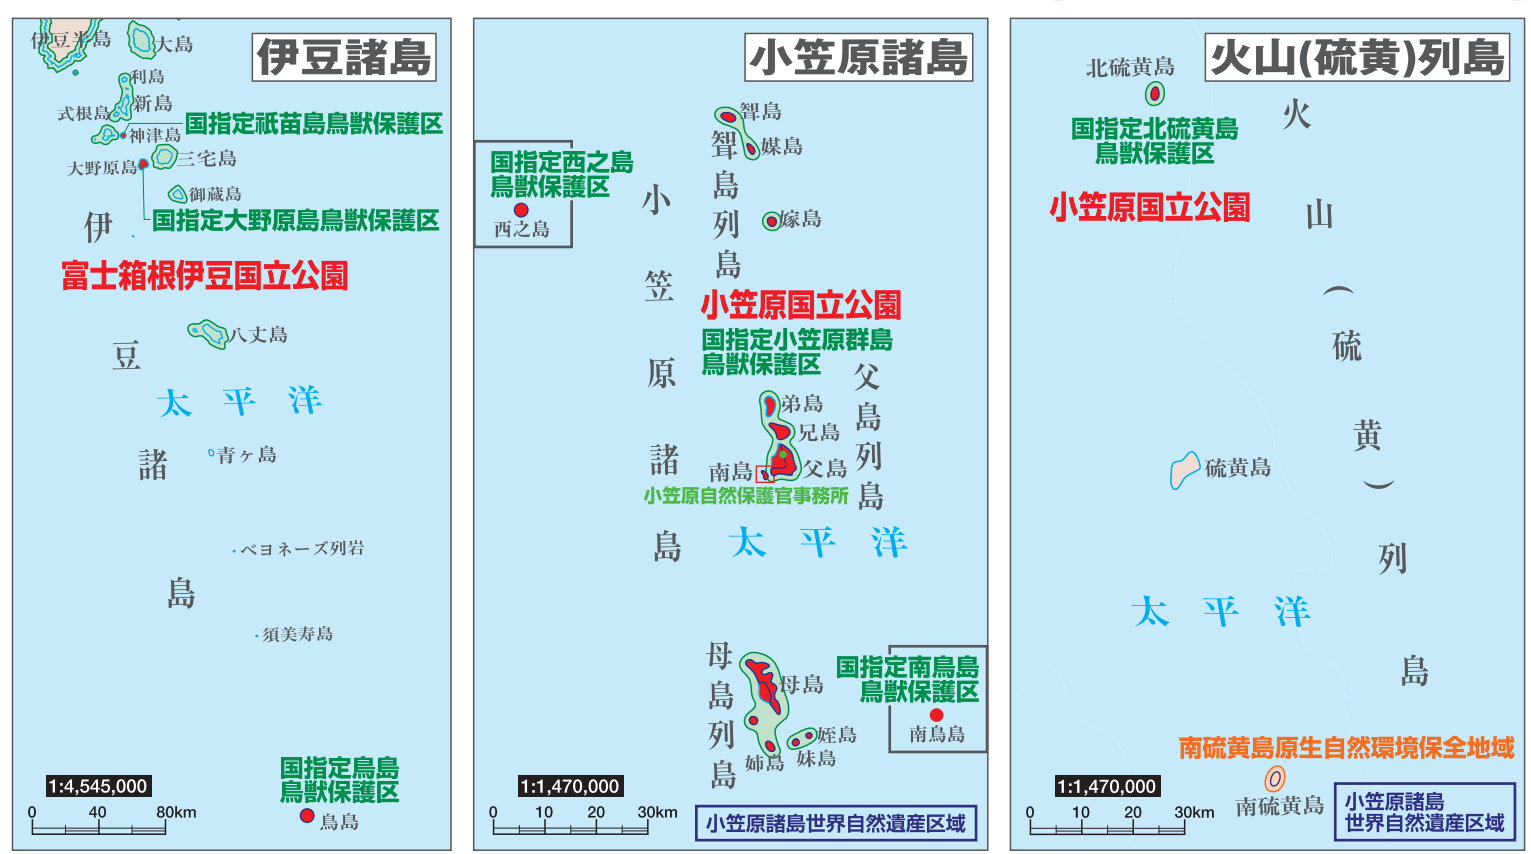 伊豆諸島
伊豆半島
大島
利島
新島
式根島
神津島
国指定祇苗島鳥獣保護区
三宅島
大野原島
御蔵島
国指定大野原島鳥獣保護区
富士箱根伊豆国立公園
八丈島
伊豆諸島
太平洋
青ヶ島
ベヨネーズ列岩
須美寿島
国指定鳥島
鳥獣保護区
鳥島
1:4,545,000
0 40 80km
小笠原諸島
聟島
媒島
聟島列島
国指定西之島
鳥獣保護区
西之島
嫁島
小笠原諸島
小笠原国立公園
国指定小笠原群島
鳥獣保護区
父島列島
弟島
兄島
南島
父島
小笠原自然保護官事務所
太平洋
母島列島
母島
姉島
姪島
妹島
国指定南鳥島
鳥獣保護区
南鳥島
1:1,470,000
0 10 20 30km
小笠原諸島世界自然遺産区域
火山(硫黄)列島
北硫黄島
国指定北硫黄島
鳥獣保護区
小笠原国立公園
火山(硫黄)列島
硫黄島
太平洋
南硫黄島原生自然環境保全地域
南硫黄島
1:1,470,000
0 10 20 30km
小笠原諸島
世界自然遺産区域